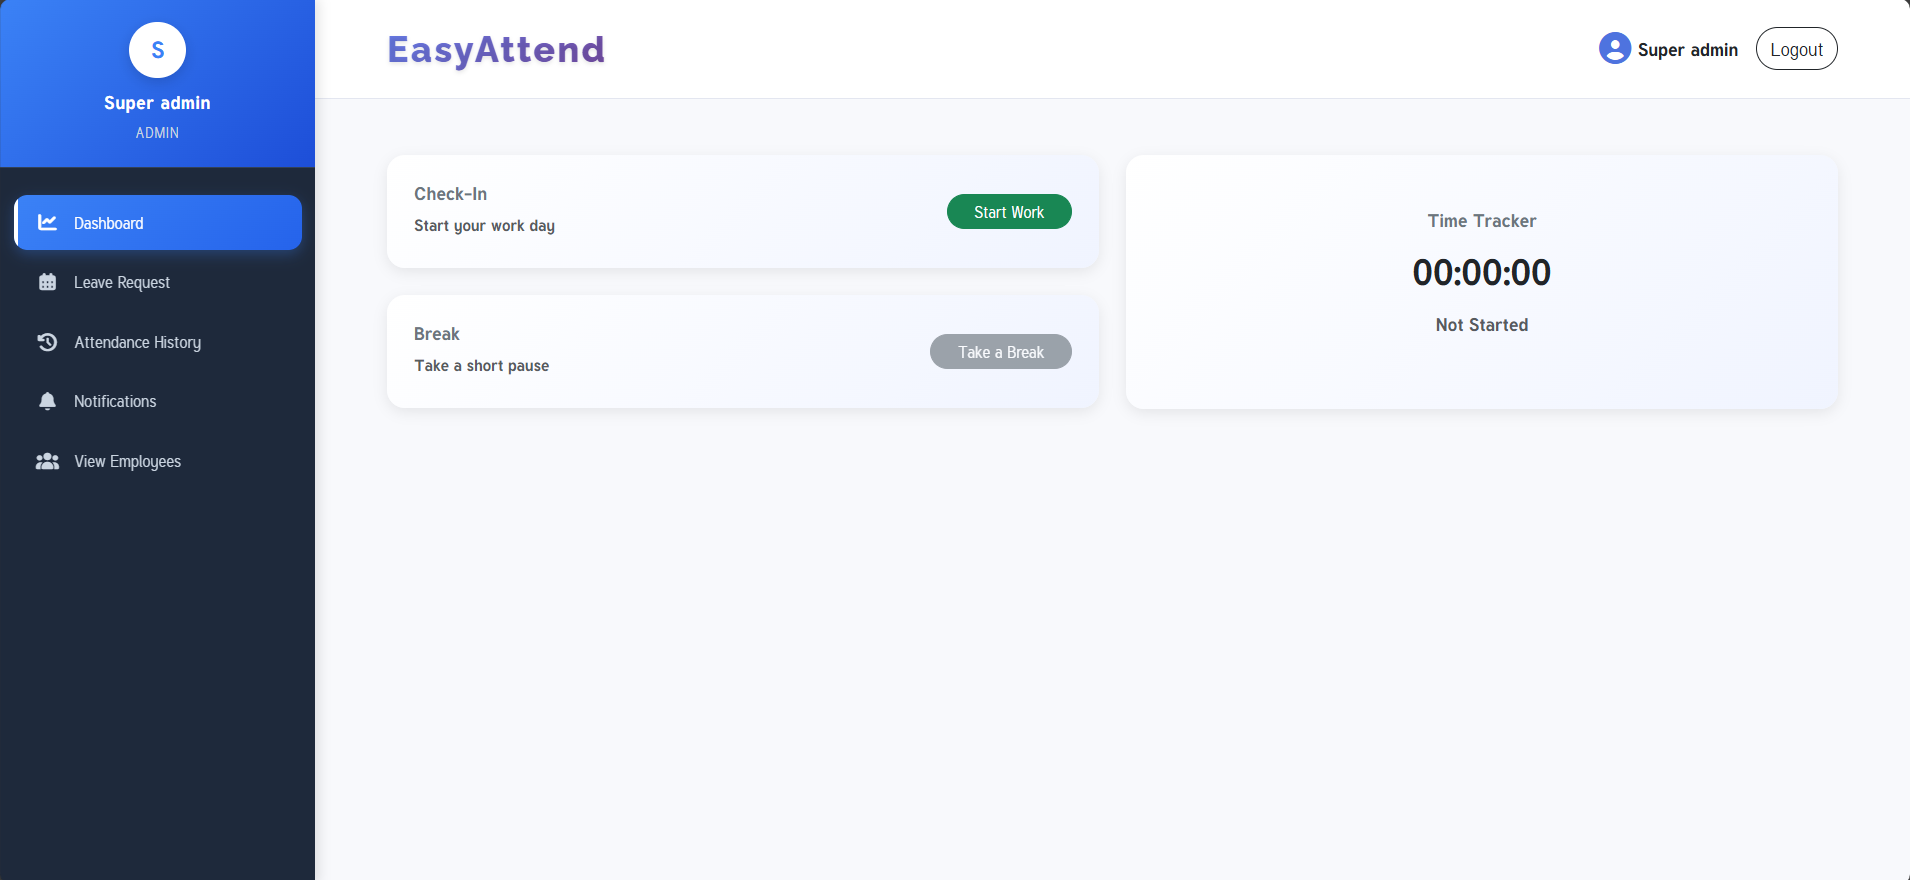 S
Super admin
ADMIN
Dashboard
Leave Request
Attendance History
Notifications
View Employees
EasyAttend
Super admin
Logout
Check-In
Start your work day
Start Work
Break
Take a short pause
Take a Break
Time Tracker
00:00:00
Not Started